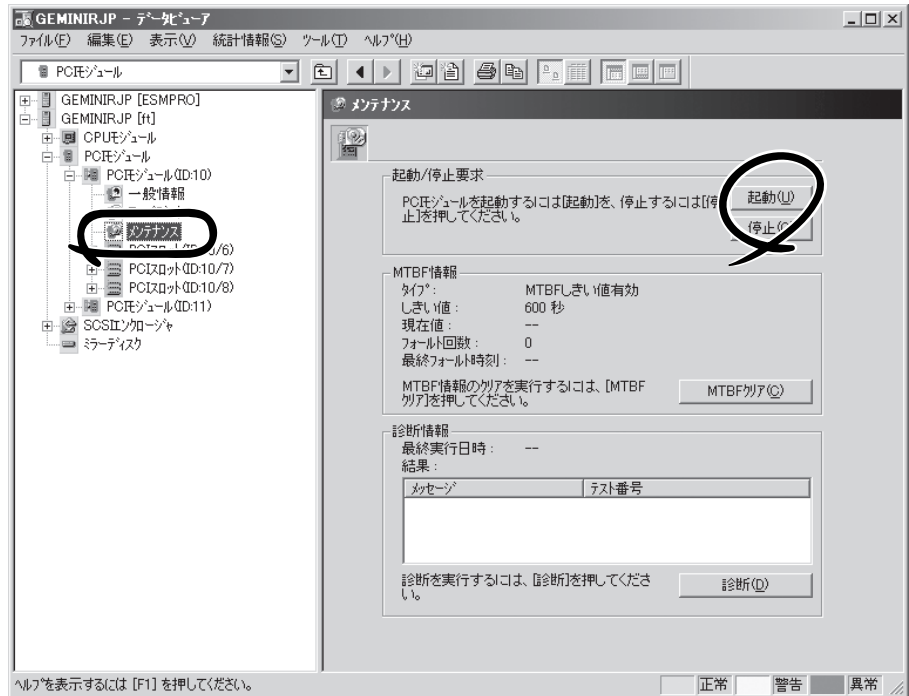 GEMINIRJP - ﾃﾞｰﾀﾋﾞｭｰｱ
ﾌｧｲﾙ(F) 編集(E) 表示(V) 統計情報(S) ﾂｰﾙ(T) ﾍﾙﾌﾟ(H)
PCIﾓｼﾞｭｰﾙ
GEMINIRJP [ESMPRO]
GEMINIRJP [ft]
CPUﾓｼﾞｭｰﾙ
PCIﾓｼﾞｭｰﾙ
PCIﾓｼﾞｭｰﾙ(ID:10)
一般情報
ﾒﾝﾃﾅﾝｽ
PCIｽﾛｯﾄ(ID:10/7)
PCIｽﾛｯﾄ(ID:10/8)
PCIﾓｼﾞｭｰﾙ(ID:11)
SCSIｴﾝｸﾛｰｼﾞｬ
ﾐﾗｰﾃﾞｨｽｸ
ﾒﾝﾃﾅﾝｽ
起動/停止要求
PCIﾓｼﾞｭｰﾙを起動するには[起動]を、停止するには[停
止]を押してください。
起動(U)
停止
MTBF情報
ﾀｲﾌﾟ: MTBFしきい値有効
しきい値: 600 秒
現在値: --
ﾌｫｰﾙﾄ回数: 0
最終ﾌｫｰﾙﾄ時刻: --
MTBF情報のｸﾘｱを実行するには、[MTBF
ｸﾘｱ]を押してください。
MTBFｸﾘｱ(C)
診断情報
最終実行日時: --
結果:
ﾒｯｾｰｼﾞ ﾃｽﾄ番号
診断を実行するには、[診断]を押してくださ
い。
診断(D)
ﾍﾙﾌﾟを表示するには [F1] を押してください。
正常 警告 異常